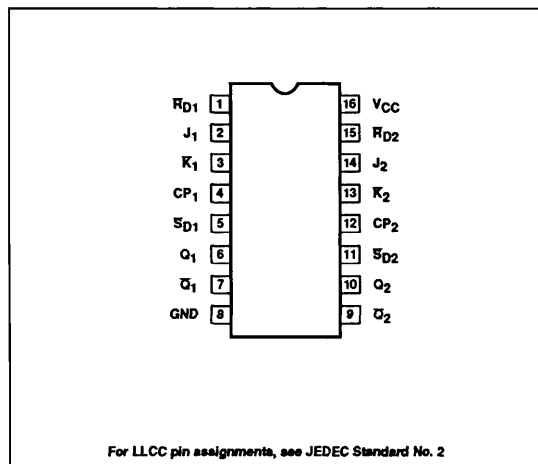 R̅D1 1 16 VCC
J1 2 15 R̅D2
K̅1 3 14 J2
CP1 4 13 K̅2
S̅D1 5 12 CP2
Q1 6 11 S̅D2
Q̅1 7 10 Q2
GND 8 9 Q̅2
For LLCC pin assignments, see JEDEC Standard No. 2